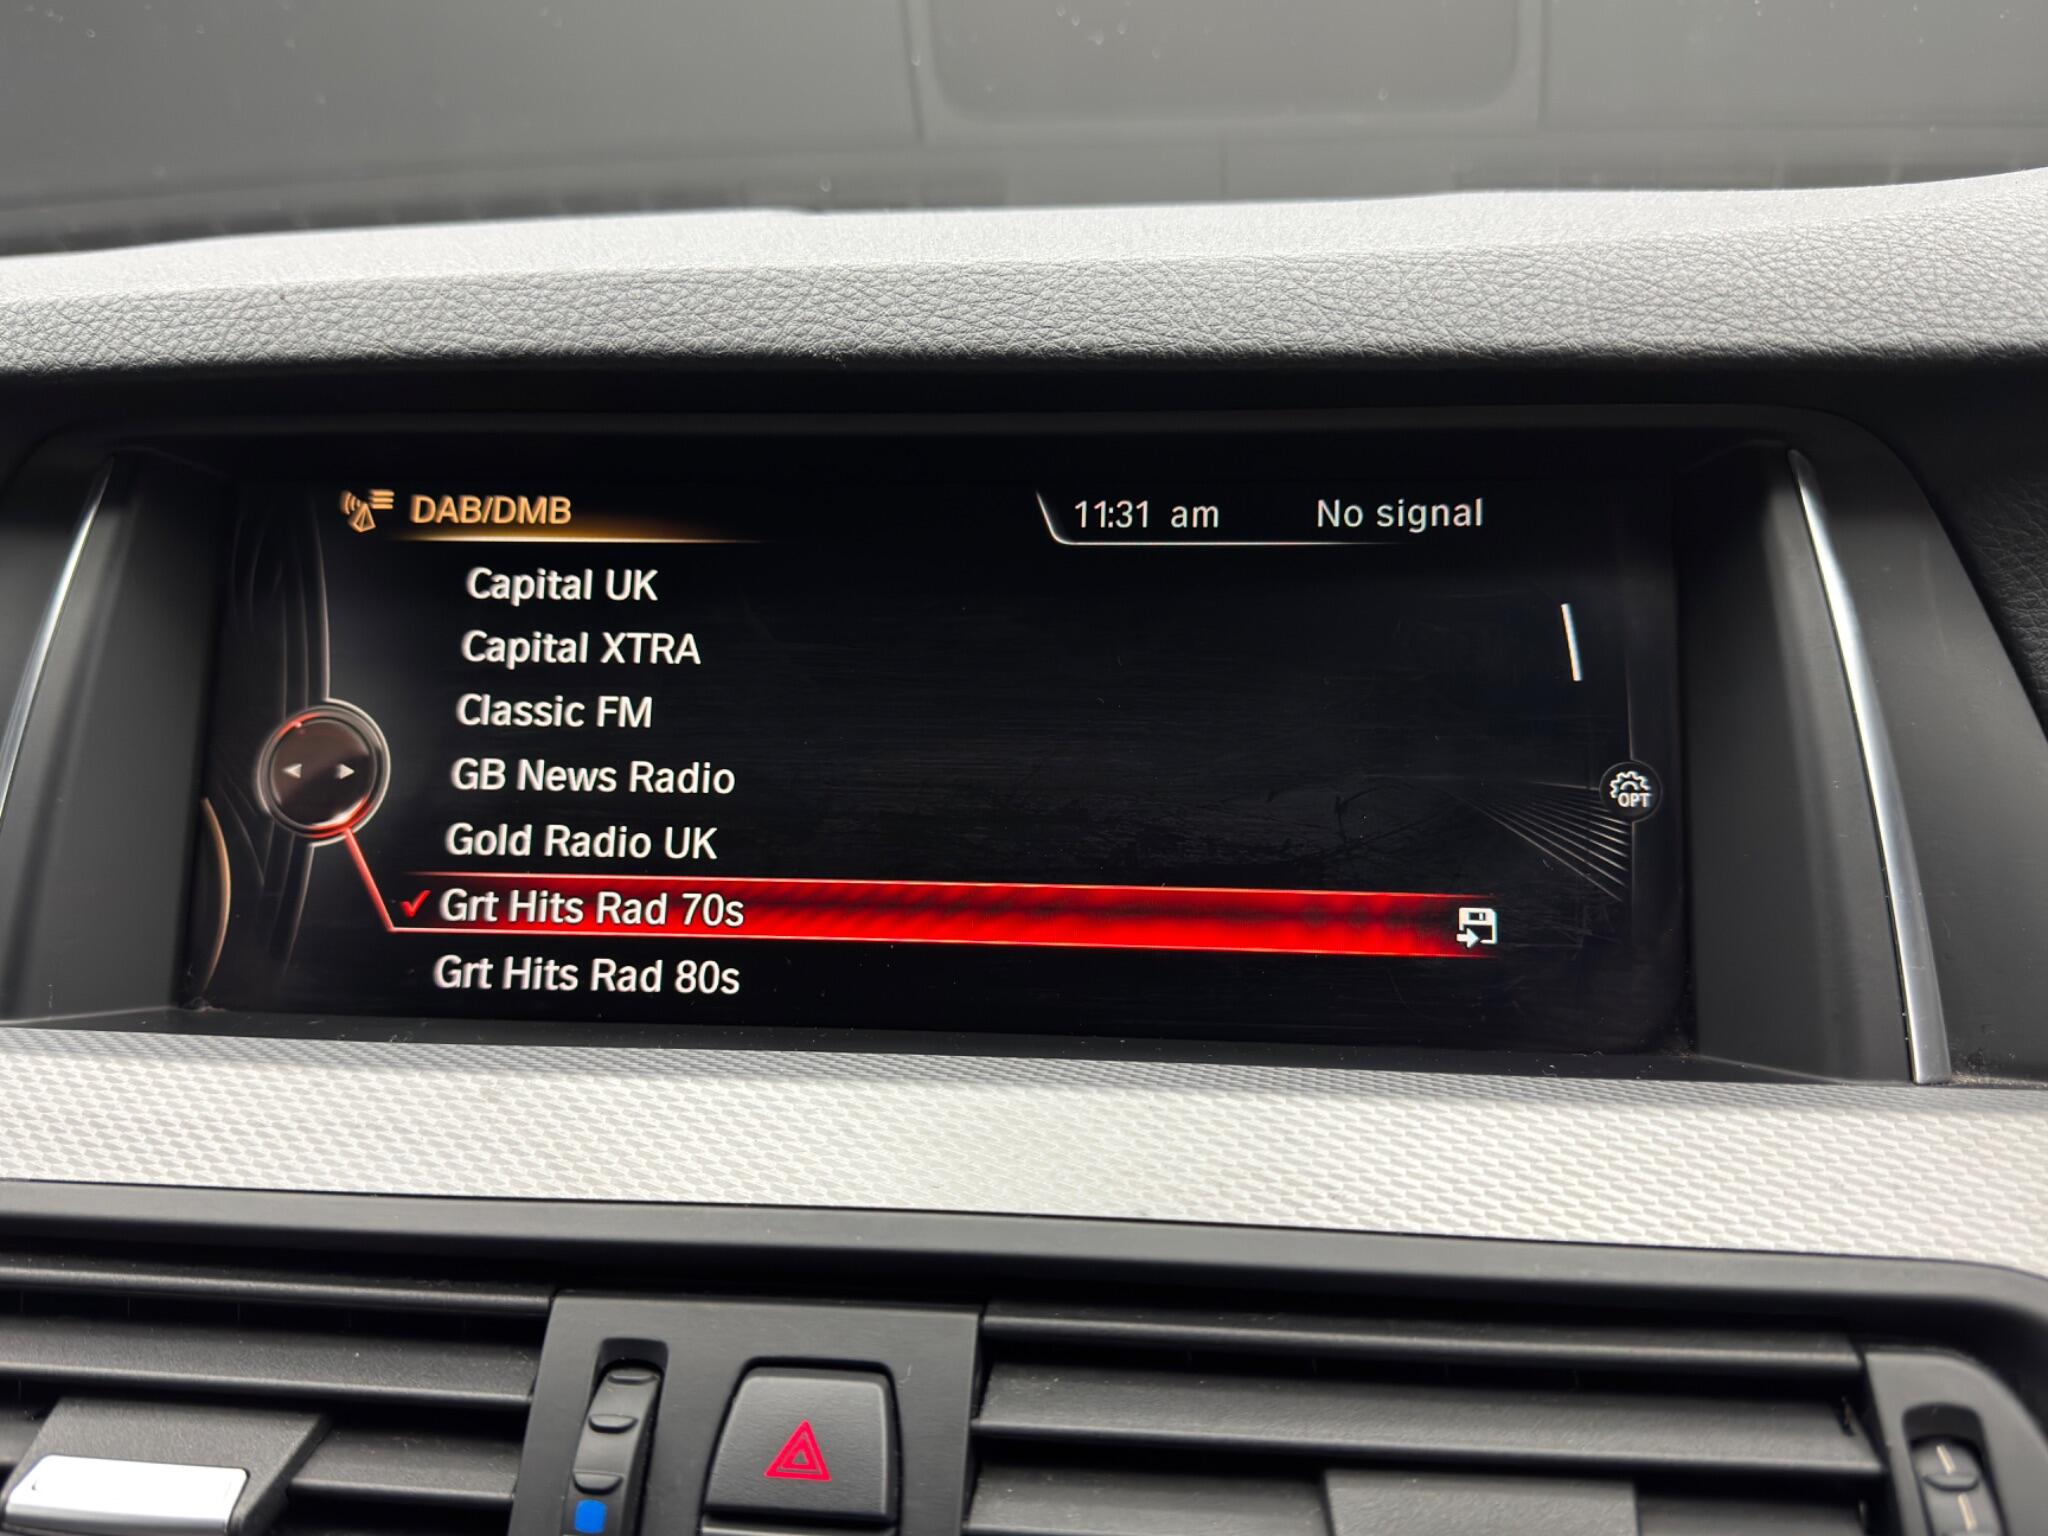 DAB/DMB
11:31 am No signal
Capital UK
Capital XTRA
Classic FM
GB News Radio
Gold Radio UK
Grt Hits Rad 70s
Grt Hits Rad 80s
OPT